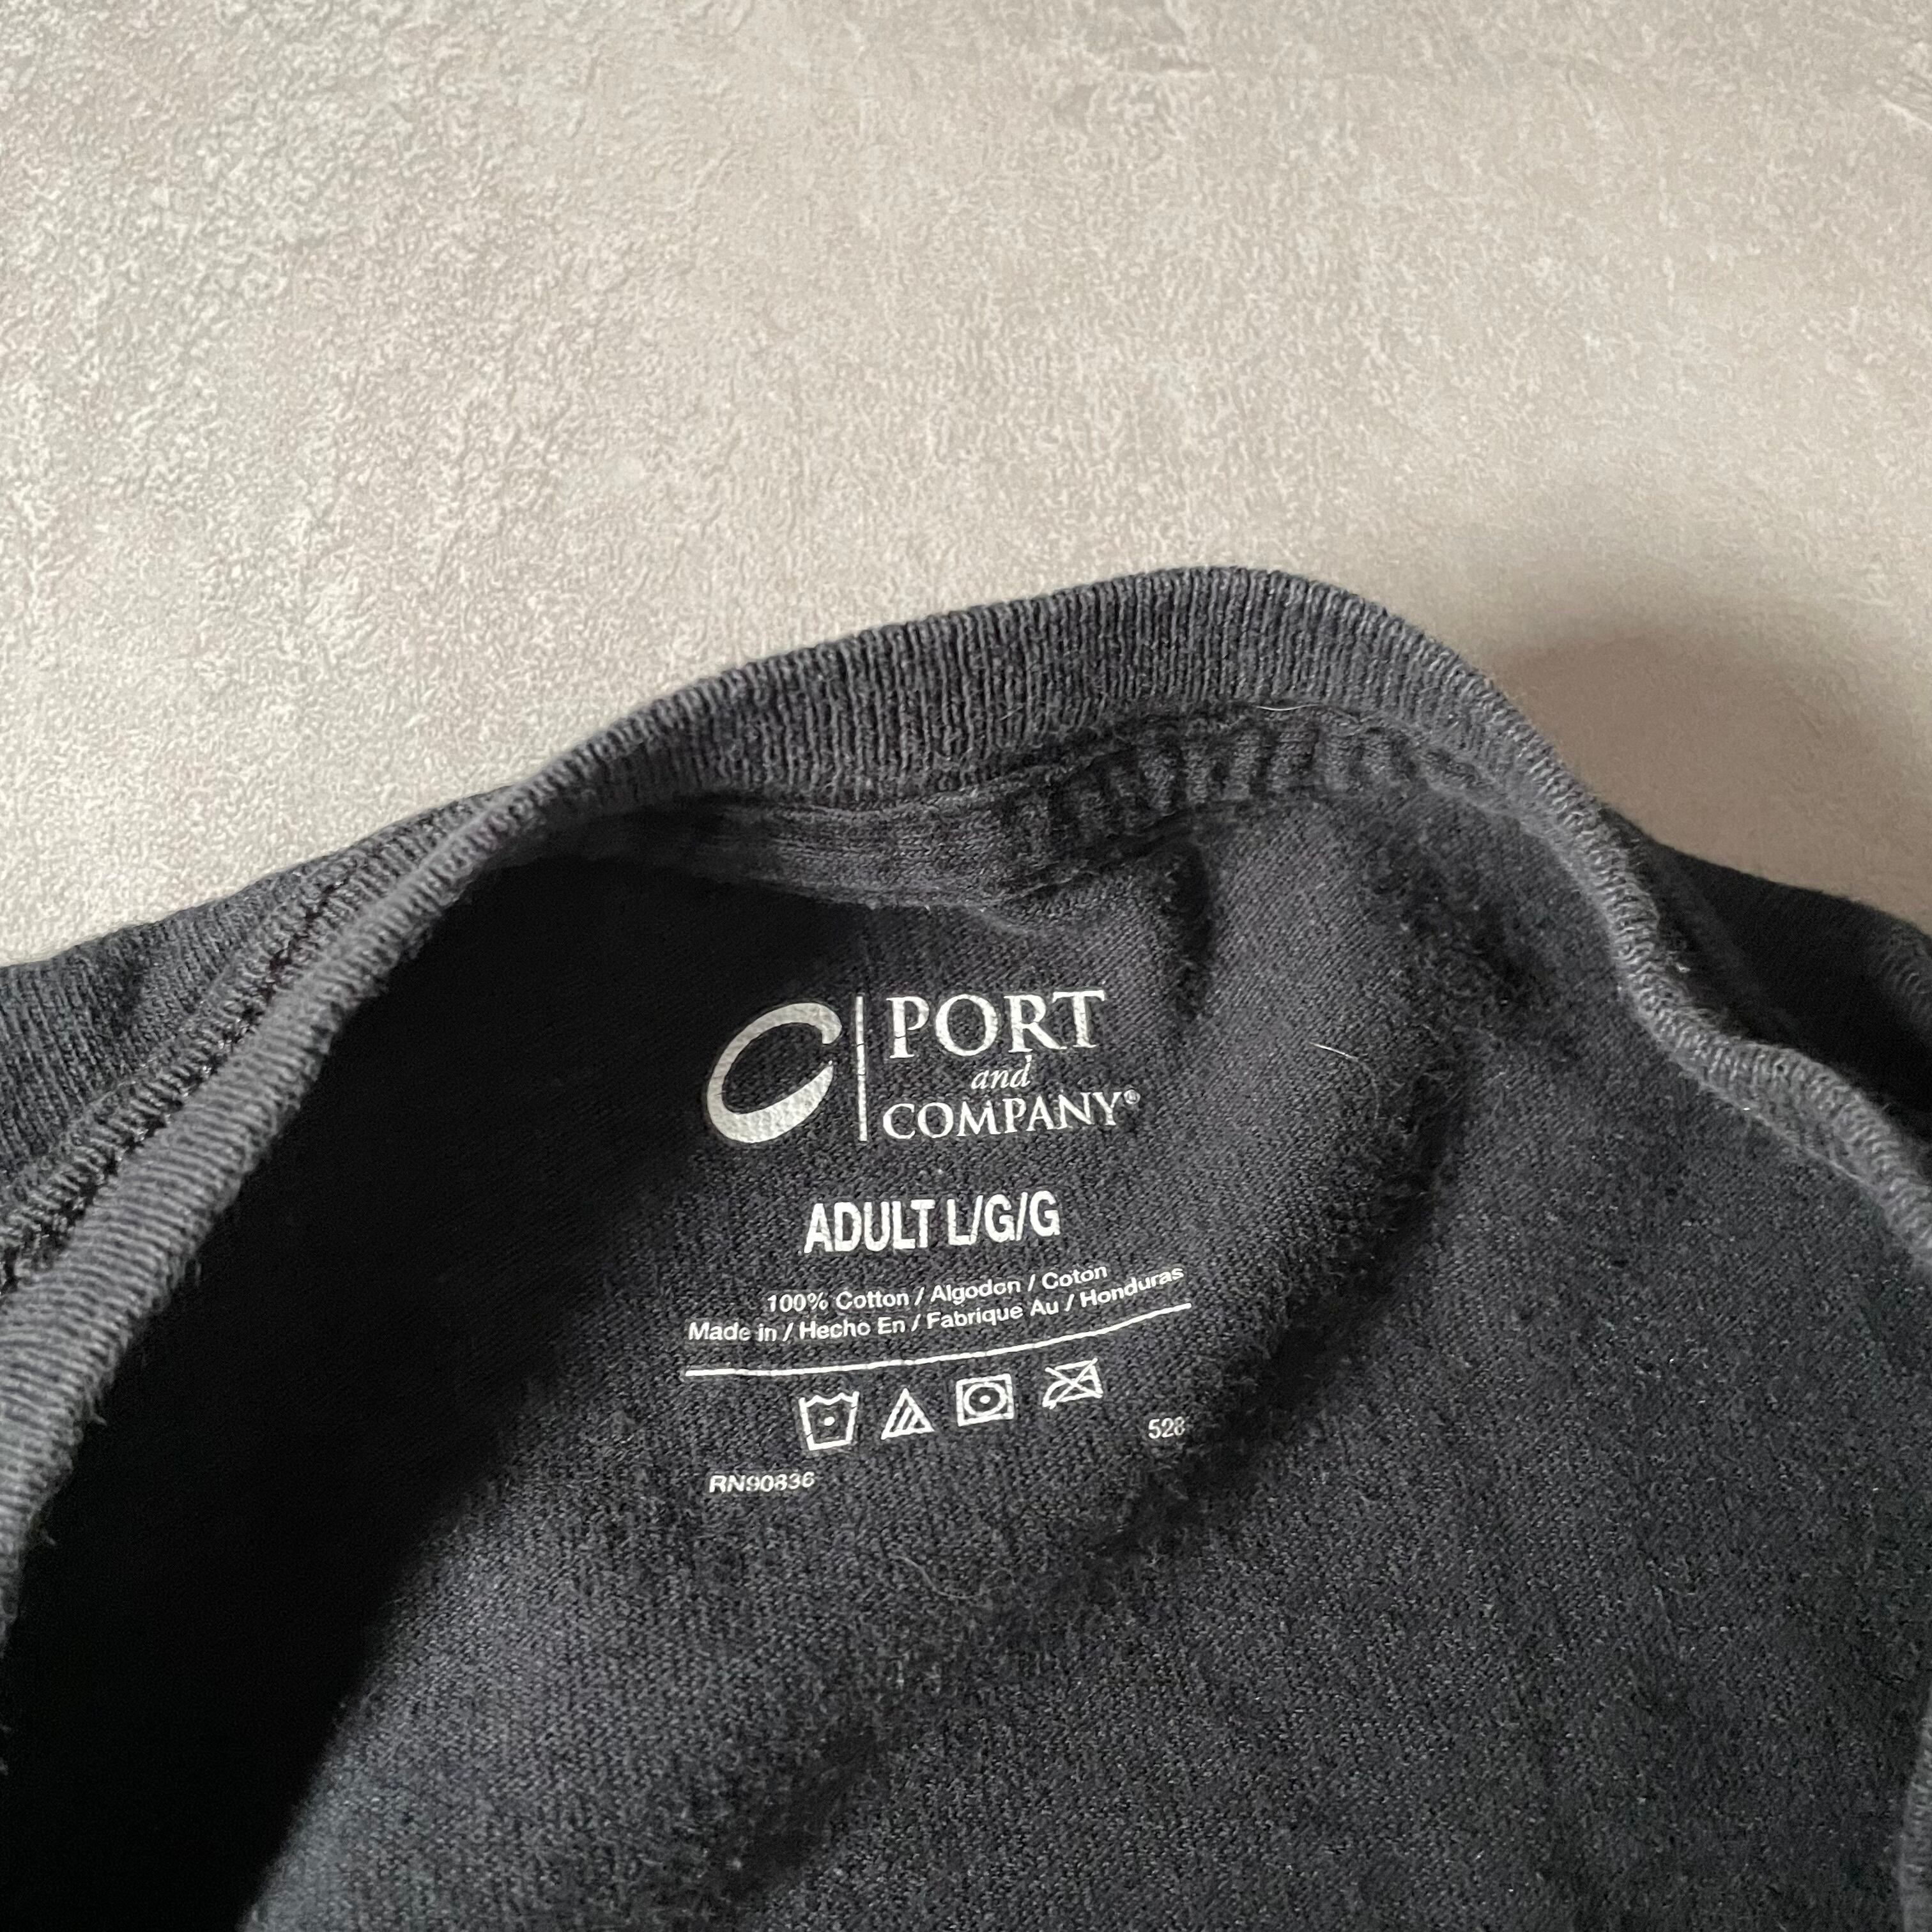 PORT
and
COMPANY®
ADULT L/G/G
100% Cotton / Algodon / Coton
Made in / Hecho En / Fabrique Au / Honduras
528
RN90836